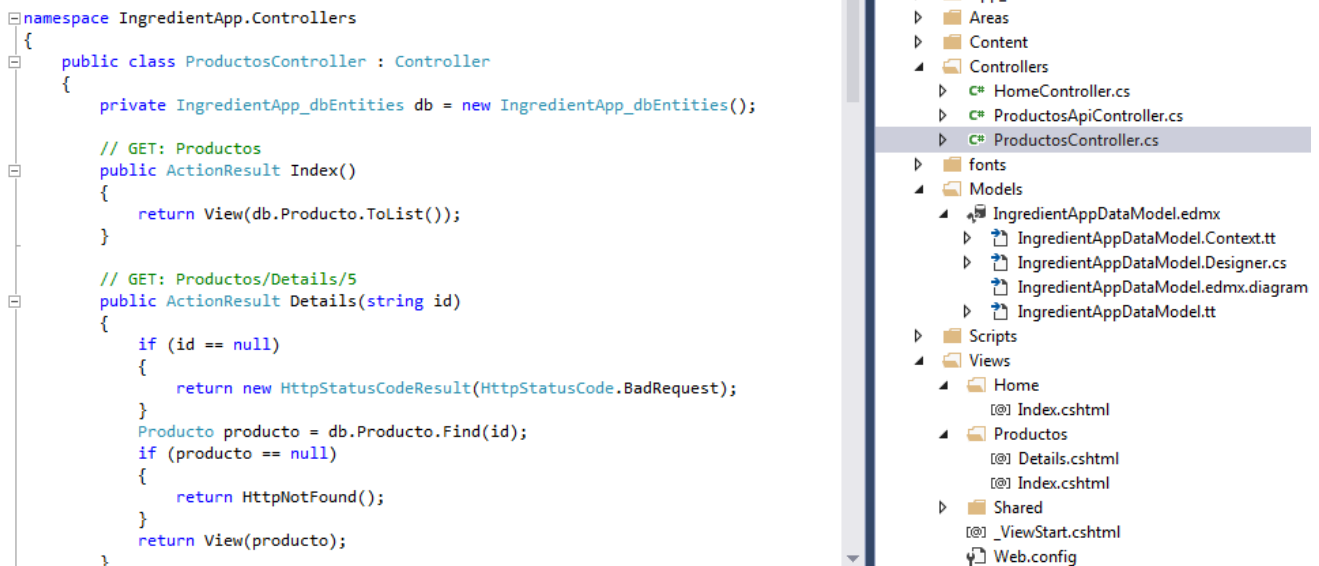 namespace IngredientApp.Controllers
{
public class ProductosController : Controller
{
private IngredientApp_dbEntities db = new IngredientApp_dbEntities();
// GET: Productos
public ActionResult Index()
{
return View(db.Producto.ToList());
}
// GET: Productos/Details/5
public ActionResult Details(string id)
{
if (id == null)
{
return new HttpStatusCodeResult(HttpStatusCode.BadRequest);
}
Producto producto = db.Producto.Find(id);
if (producto == null)
{
return HttpNotFound();
}
return View(producto);
}
Areas
Content
Controllers
C# HomeController.cs
C# ProductosApiController.cs
C# ProductosController.cs
fonts
Models
IngredientAppDataModel.edmx
IngredientAppDataModel.Context.tt
IngredientAppDataModel.Designer.cs
IngredientAppDataModel.edmx.diagram
IngredientAppDataModel.tt
Scripts
Views
Home
[@] Index.cshtml
Productos
[@] Details.cshtml
[@] Index.cshtml
Shared
[@] _ViewStart.cshtml
Web.config